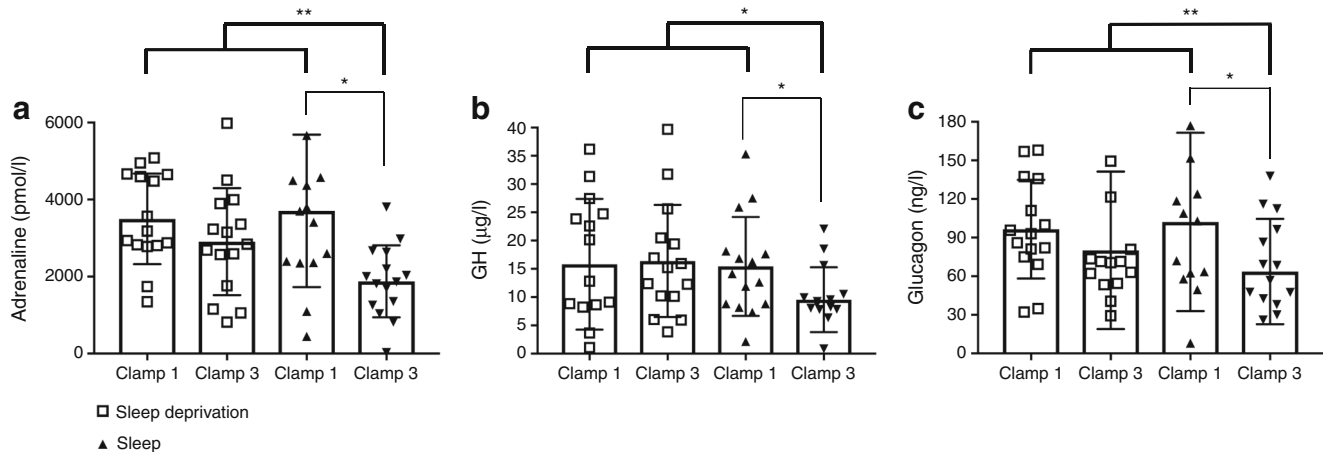 ** * **
* * *
a
Adrenaline (pmol/l)
6000
4000
2000
0
Clamp 1 Clamp 3 Clamp 1 Clamp 3
b
GH (µg/l)
40
35
30
25
20
15
10
5
0
Clamp 1 Clamp 3 Clamp 1 Clamp 3
c
Glucagon (ng/l)
180
150
120
90
60
30
0
Clamp 1 Clamp 3 Clamp 1 Clamp 3
Sleep deprivation
Sleep